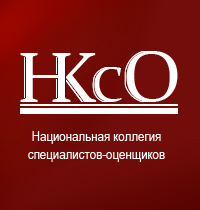 НКсО
Национальная коллегия
специалистов-оценщиков